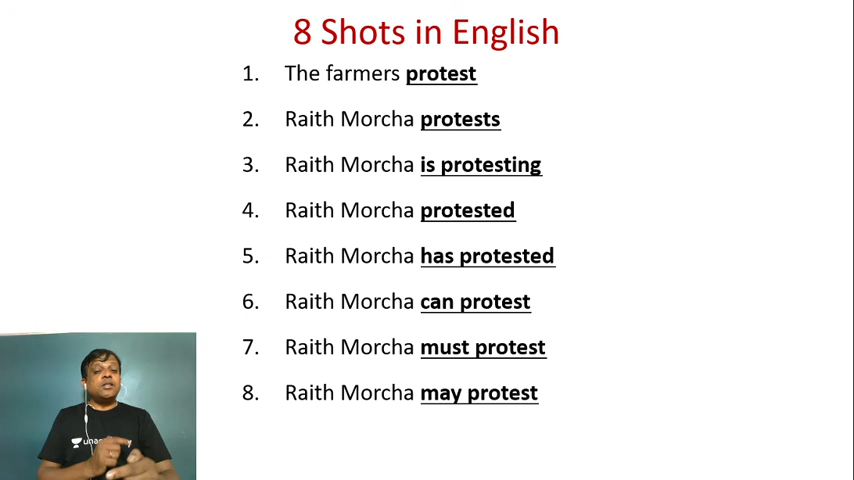 8 Shots in English
1. The farmers protest
2. Raith Morcha protests
3. Raith Morcha is protesting
4. Raith Morcha protested
5. Raith Morcha has protested
6. Raith Morcha can protest
7. Raith Morcha must protest
8. Raith Morcha may protest